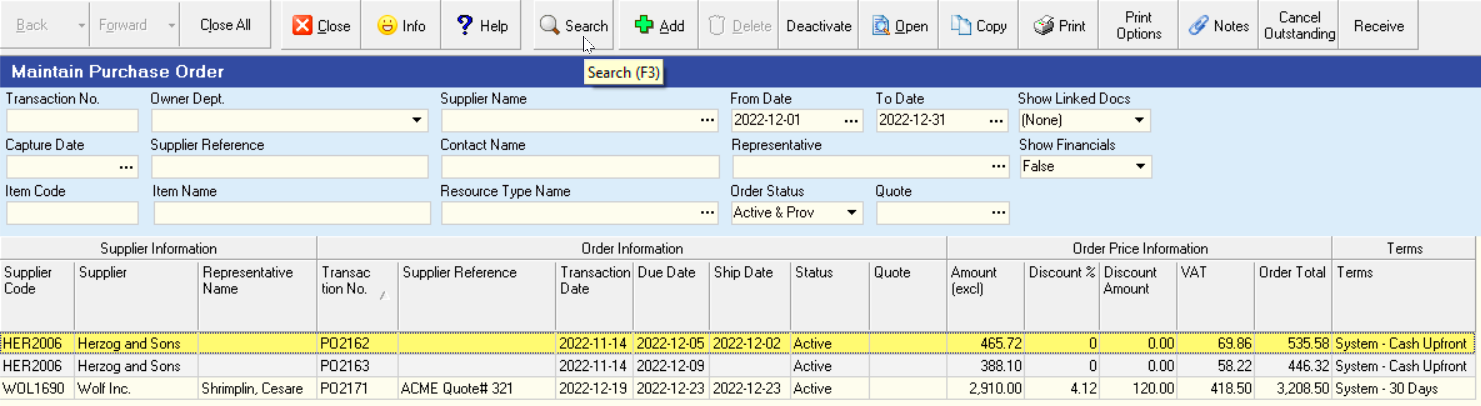 Back Forward Close All Close Info Help Search Add Delete Deactivate Open Copy Print Print Options Notes Cancel Outstanding Receive
Search (F3)
Maintain Purchase Order
Transaction No. Owner Dept. Supplier Name From Date To Date Show Linked Docs
2022-12-01 ... 2022-12-31 ... (None)
Capture Date Supplier Reference Contact Name Representative Show Financials
False
Item Code Item Name Resource Type Name Order Status Quote
Active & Prov
Supplier Information Order Information Order Price Information Terms
Supplier Code Supplier Representative Name Transac tion No. Supplier Reference Transaction Date Due Date Ship Date Status Quote Amount (excl) Discount % Discount Amount VAT Order Total Terms
HER2006 Herzog and Sons PO2162 2022-11-14 2022-12-05 2022-12-02 Active 465.72 0 0.00 69.86 535.58 System - Cash Upfront
HER2006 Herzog and Sons PO2163 2022-11-14 2022-12-09 Active 388.10 0 0.00 58.22 446.32 System - Cash Upfront
WOL1690 Wolf Inc. Shrimplin, Cesare PO2171 ACME Quote# 321 2022-12-19 2022-12-23 2022-12-23 Active 2,910.00 4.12 120.00 418.50 3,208.50 System - 30 Days